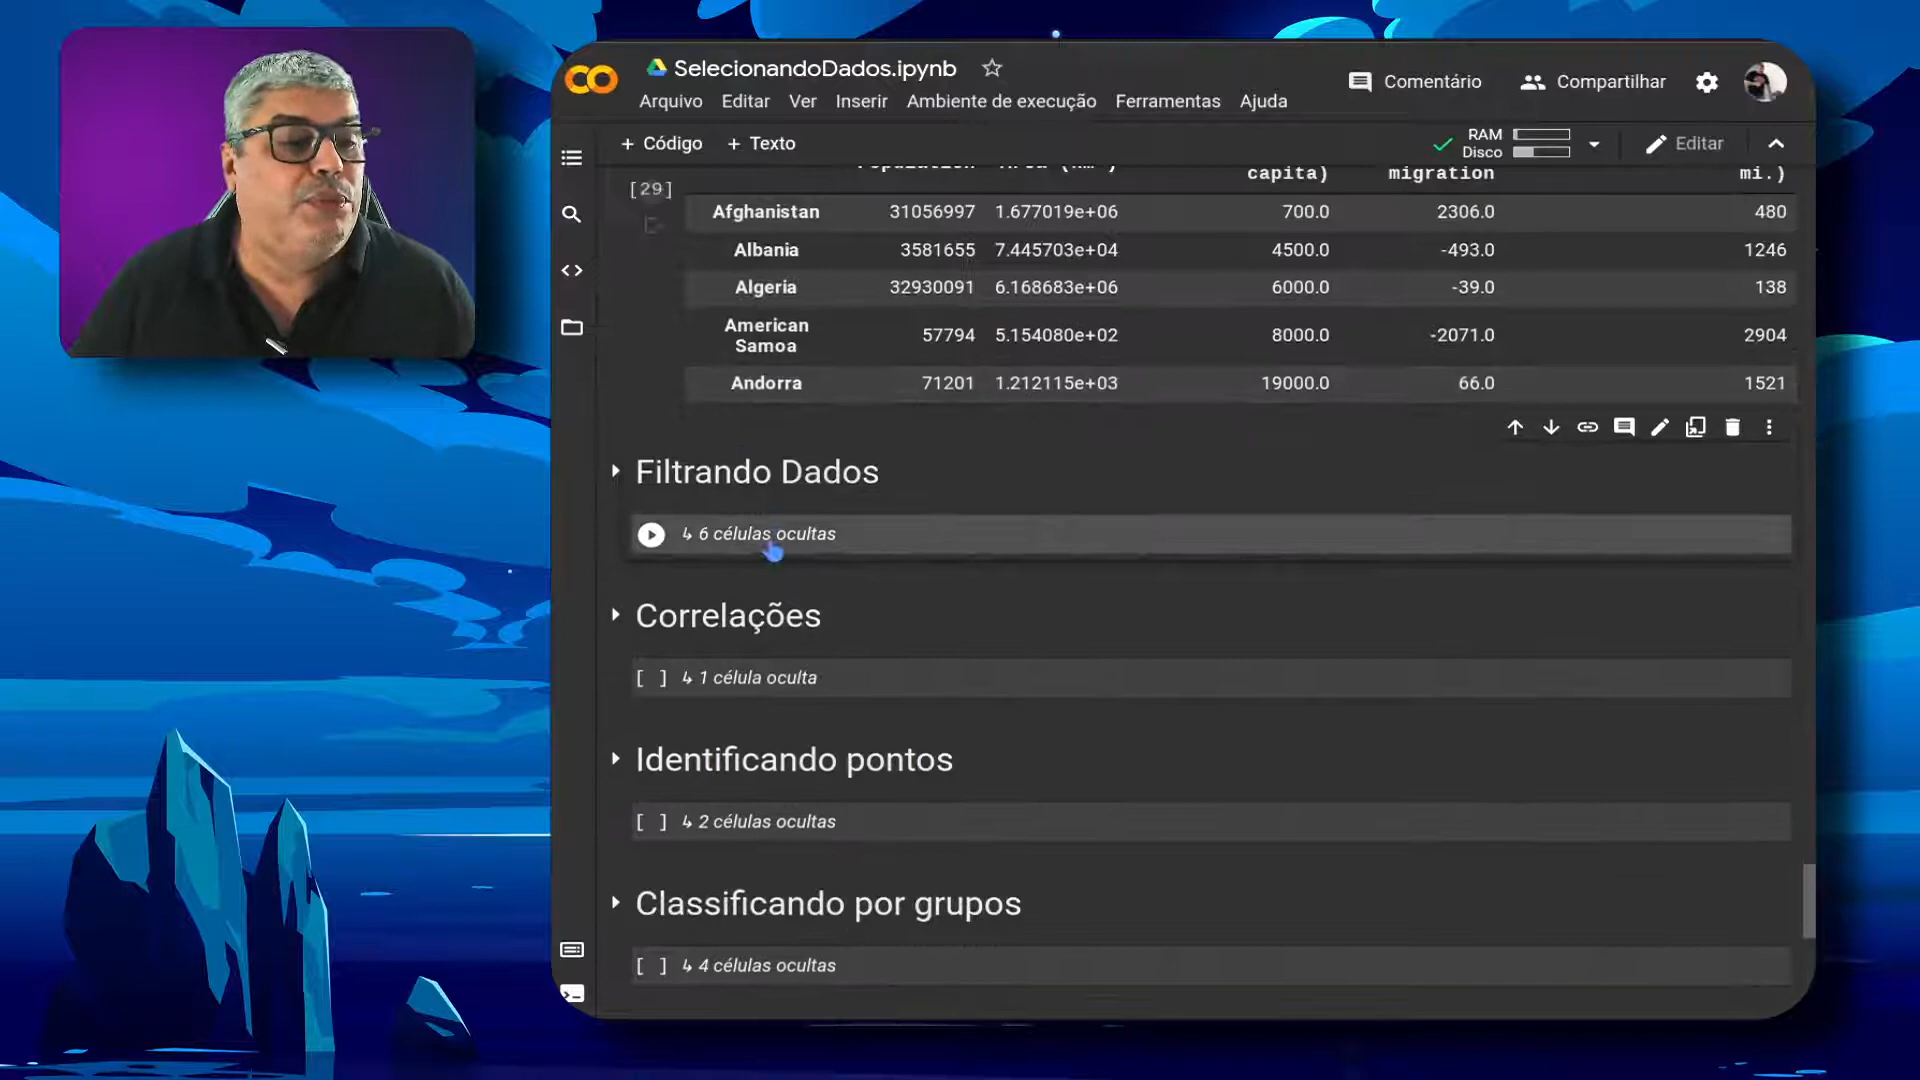 SelecionandoDados.ipynb
Comentário
Compartilhar
Arquivo Editar Ver Inserir Ambiente de execução Ferramentas Ajuda
+ Código + Texto
RAM
Disco
Editar
[29]
capita) migration mi.)
Afghanistan 31056997 1.677019e+06 700.0 2306.0 480
Albania 3581655 7.445703e+04 4500.0 -493.0 1246
Algeria 32930091 6.168683e+06 6000.0 -39.0 138
American
Samoa 57794 5.154080e+02 8000.0 -2071.0 2904
Andorra 71201 1.212115e+03 19000.0 66.0 1521
Filtrando Dados
↳ 6 células ocultas
Correlações
[ ] ↳ 1 célula oculta
Identificando pontos
[ ] ↳ 2 células ocultas
Classificando por grupos
[ ] ↳ 4 células ocultas